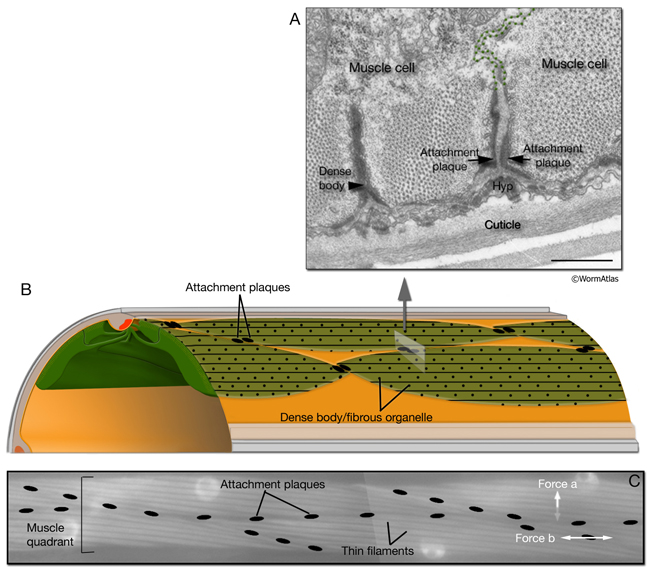 A
Muscle cell
Muscle cell
Attachment
plaque
Attachment
plaque
Dense
body
Hyp
Cuticle
©WormAtlas
B
Attachment plaques
Dense body/fibrous organelle
C
Attachment plaques
Force a
Muscle
quadrant
Thin filaments
Force b